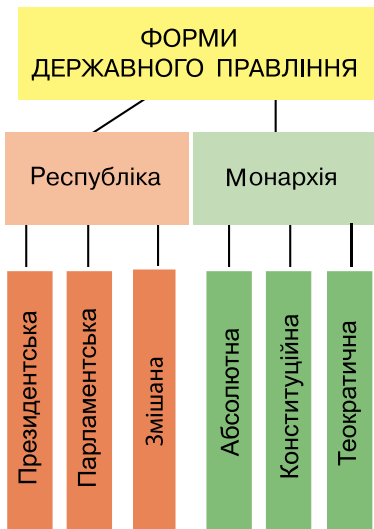 ФОРМИ
ДЕРЖАВНОГО ПРАВЛІННЯ
Республіка
Монархія
Президентська
Парламентська
Змішана
Абсолютна
Конституційна
Теократична